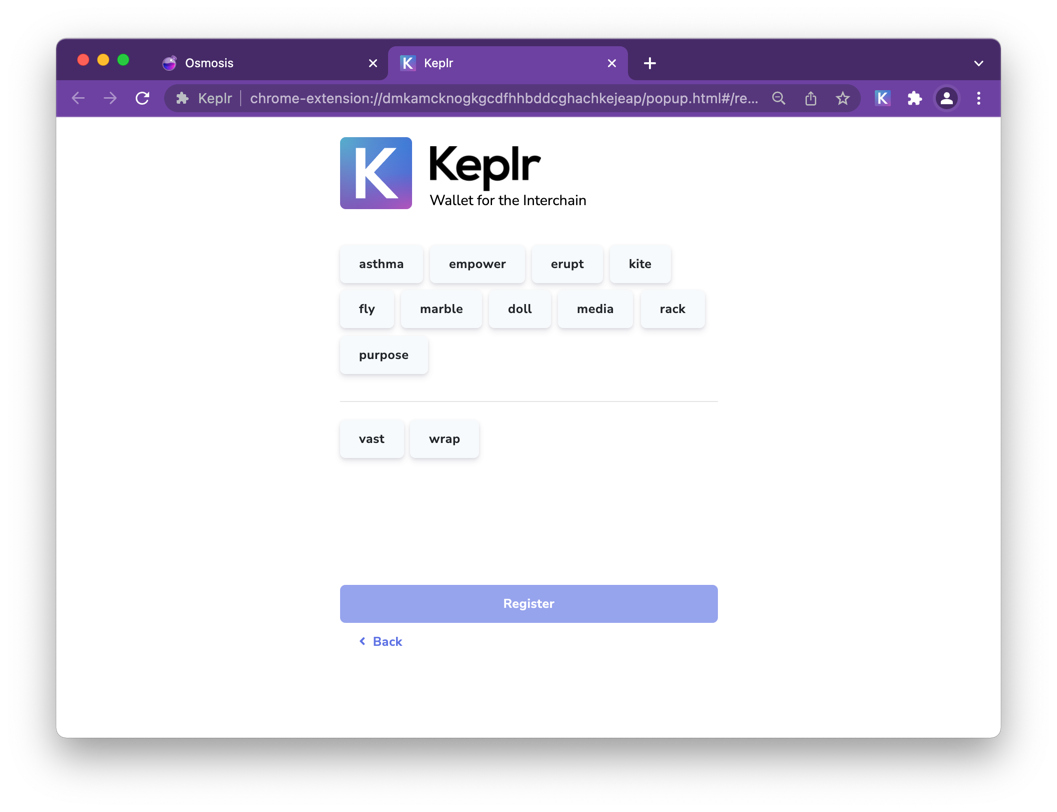 Osmosis
Keplr
Keplr | chrome-extension://dmkamcknogkgcdfhhbddcghachkejeap/popup.html#/re...
K
K Keplr
Wallet for the Interchain
asthma empower erupt kite
fly marble doll media rack
purpose
vast wrap
Register
Back